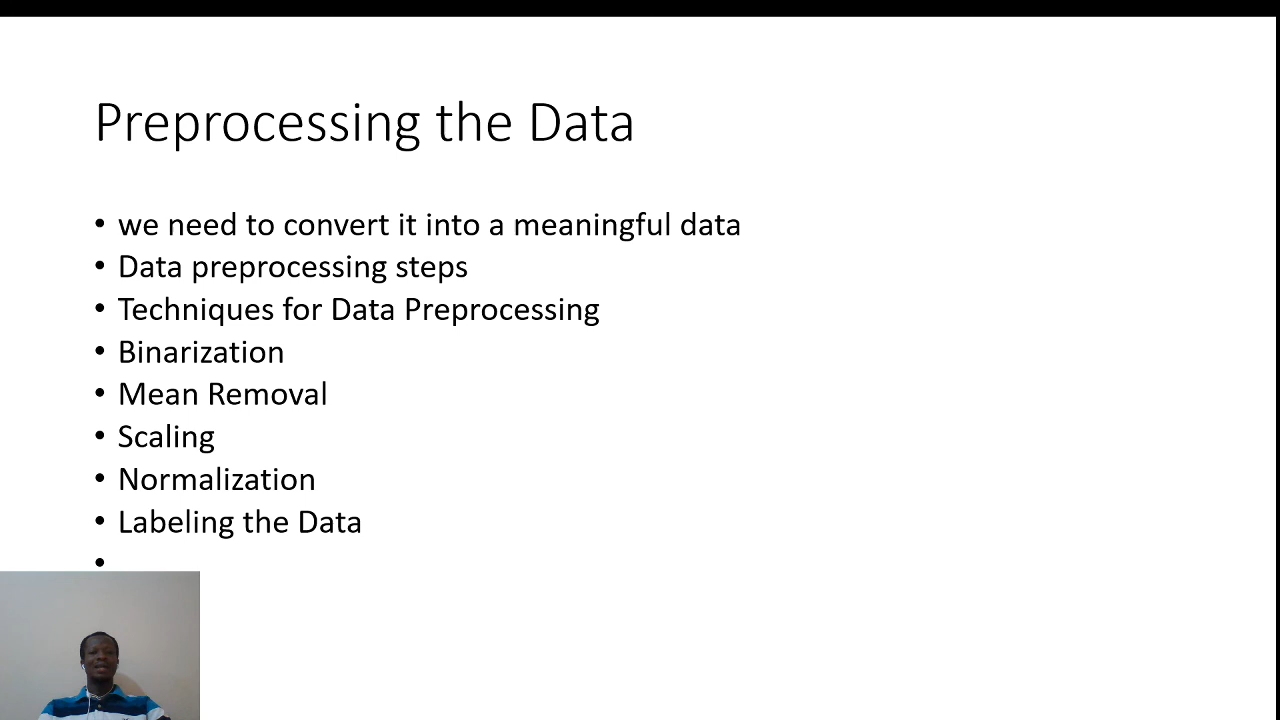 Preprocessing the Data
• we need to convert it into a meaningful data
• Data preprocessing steps
• Techniques for Data Preprocessing
• Binarization
• Mean Removal
• Scaling
• Normalization
• Labeling the Data
•